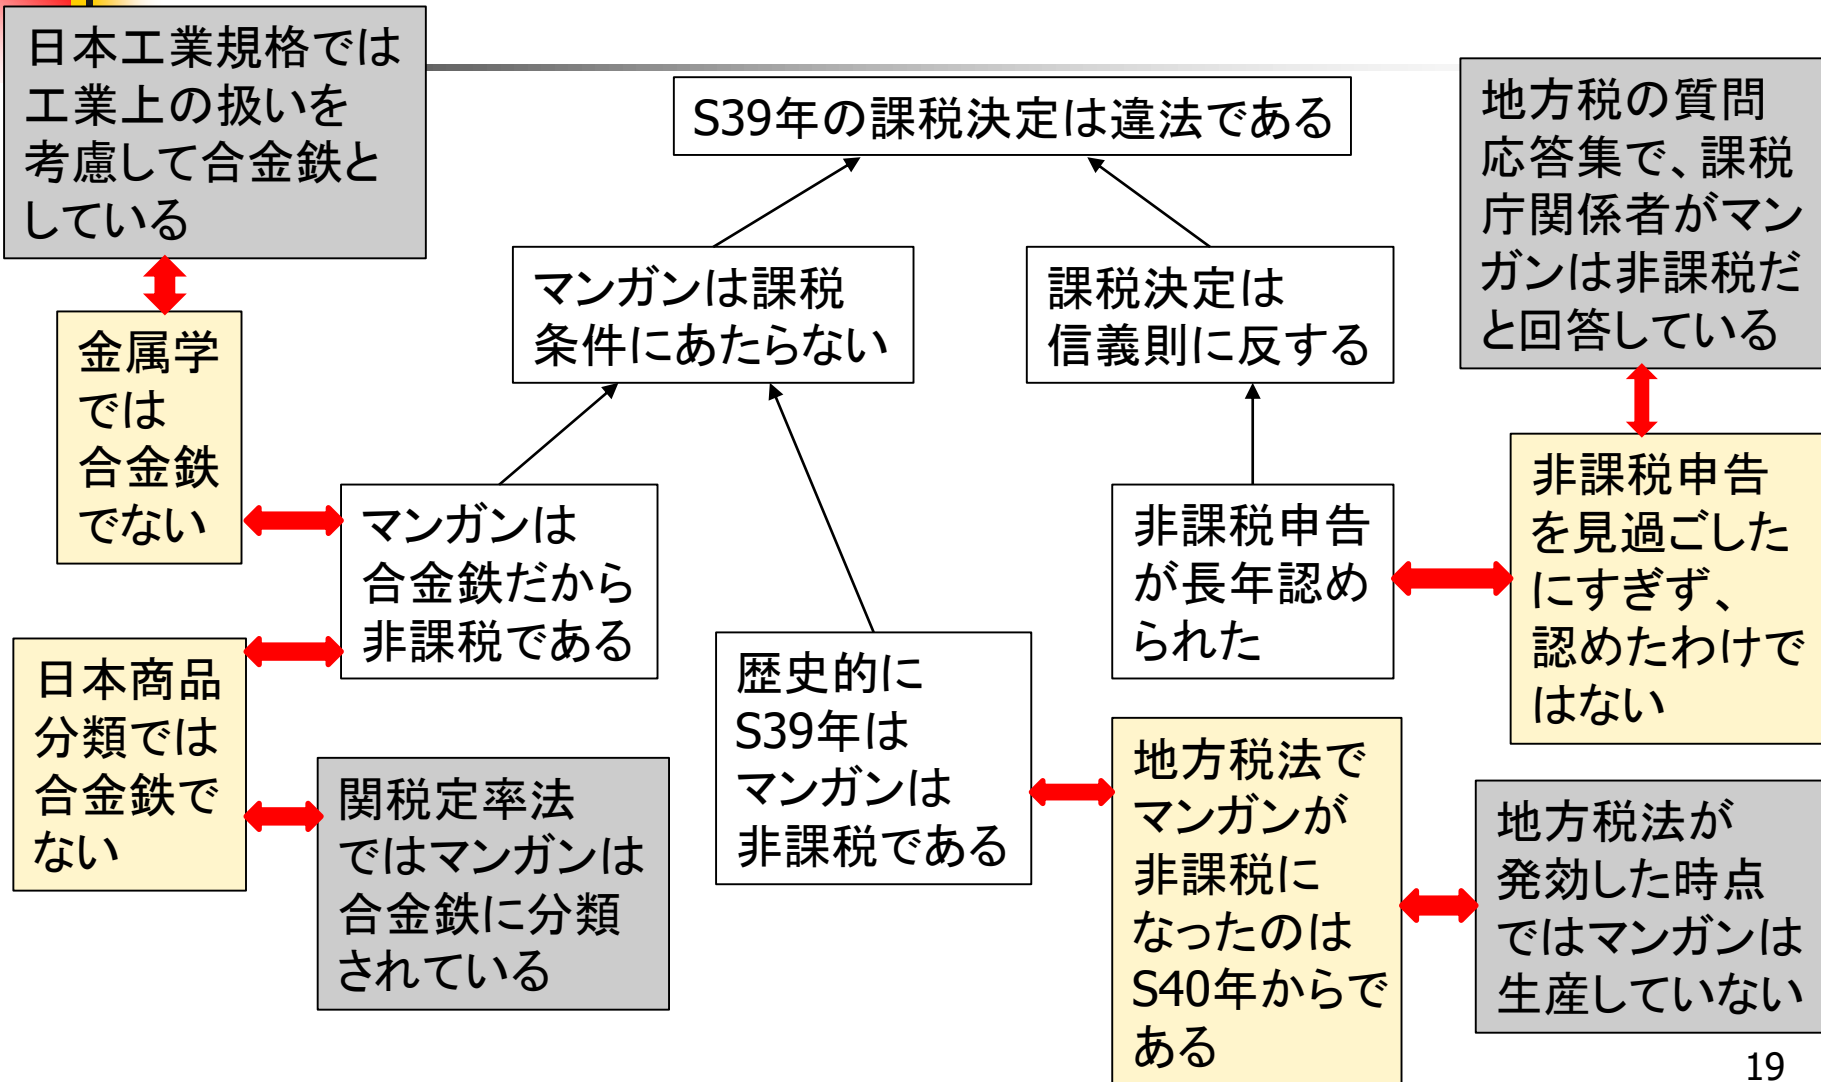 日本工業規格では
工業上の扱いを
考慮して合金鉄と
している
S39年の課税決定は違法である
地方税の質問
応答集で、課税
庁関係者がマン
ガンは非課税だ
と回答している
マンガンは課税
条件にあたらない
課税決定は
信義則に反する
金属学
では
合金鉄
でない
マンガンは
合金鉄だから
非課税である
非課税申告
が長年認め
られた
非課税申告
を見過ごした
にすぎず、
認めたわけで
はない
日本商品
分類では
合金鉄で
ない
関税定率法
ではマンガンは
合金鉄に分類
されている
歴史的に
S39年は
マンガンは
非課税である
地方税法で
マンガンが
非課税に
なったのは
S40年からで
ある
地方税法が
発効した時点
ではマンガンは
生産していない
19